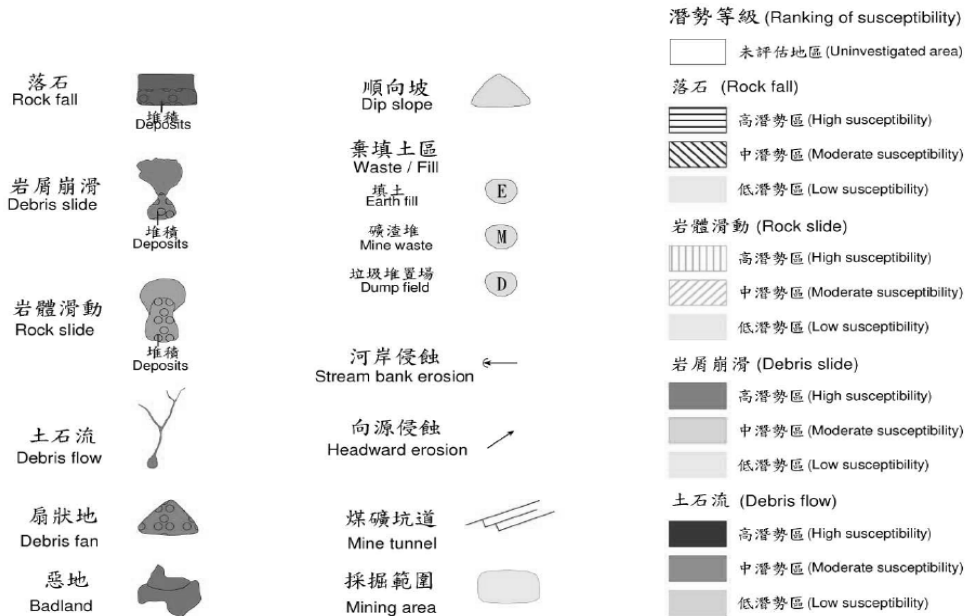 落石
Rock fall
堆積
Deposits
岩屑崩滑
Debris slide
堆積
Deposits
岩體滑動
Rock slide
堆積
Deposits
土石流
Debris flow
扇狀地
Debris fan
惡地
Badland
順向坡
Dip slope
棄填土區
Waste / Fill
填土
Earth fill
E
礦渣堆
Mine waste
M
垃圾堆置場
Dump field
D
河岸侵蝕
Stream bank erosion
向源侵蝕
Headward erosion
煤礦坑道
Mine tunnel
採掘範圍
Mining area
潛勢等級 (Ranking of susceptibility)
未評估地區 (Uninvestigated area)
落石 (Rock fall)
高潛勢區 (High susceptibility)
中潛勢區 (Moderate susceptibility)
低潛勢區 (Low susceptibility)
岩體滑動 (Rock slide)
高潛勢區 (High susceptibility)
中潛勢區 (Moderate susceptibility)
低潛勢區 (Low susceptibility)
岩屑崩滑 (Debris slide)
高潛勢區 (High susceptibility)
中潛勢區 (Moderate susceptibility)
低潛勢區 (Low susceptibility)
土石流 (Debris flow)
高潛勢區 (High susceptibility)
中潛勢區 (Moderate susceptibility)
低潛勢區 (Low susceptibility)